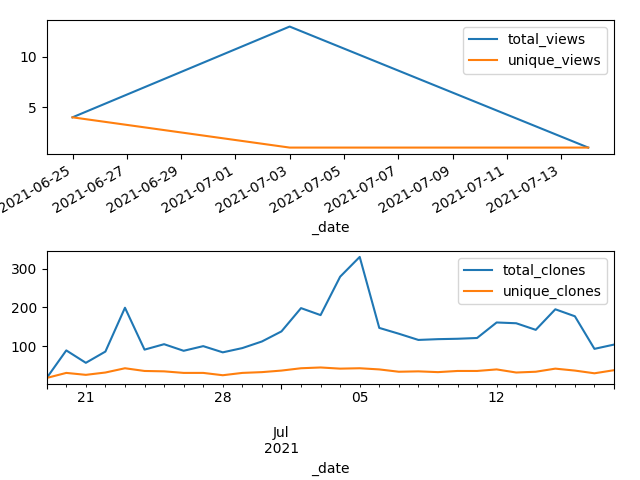 total_views
unique_views
10
5
2021-06-25
2021-06-27
2021-06-29
2021-07-01
2021-07-03
2021-07-05
2021-07-07
2021-07-09
2021-07-11
2021-07-13
_date
total_clones
unique_clones
300
200
100
21
28
05
12
Jul
2021
_date